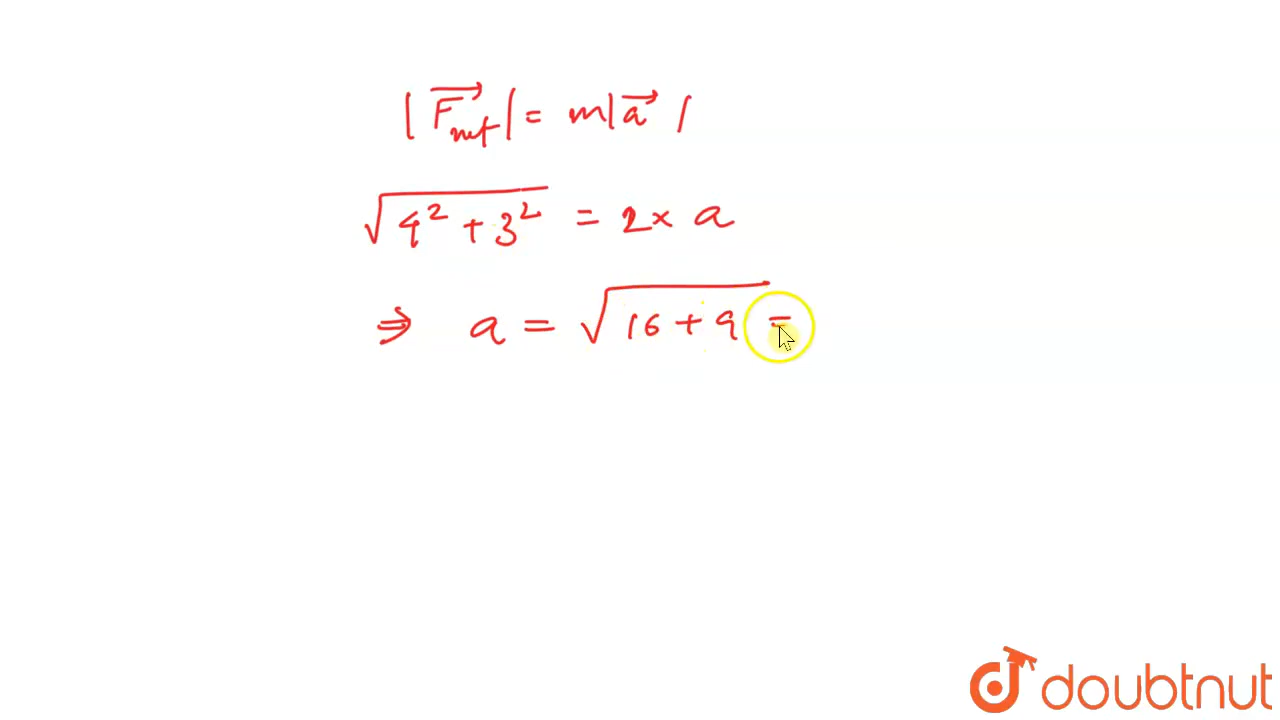 |F⃗net| = m|a⃗|
√(4² + 3²) = 2 × a
⇒ a = √(16 + 9) =
doubtnut